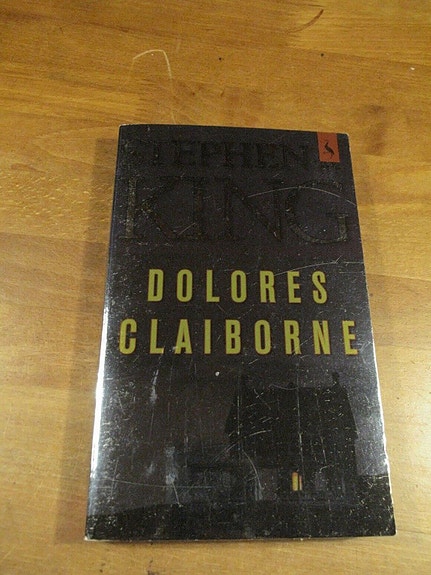 STEPHEN
KING
DOLORES
CLAIBORNE